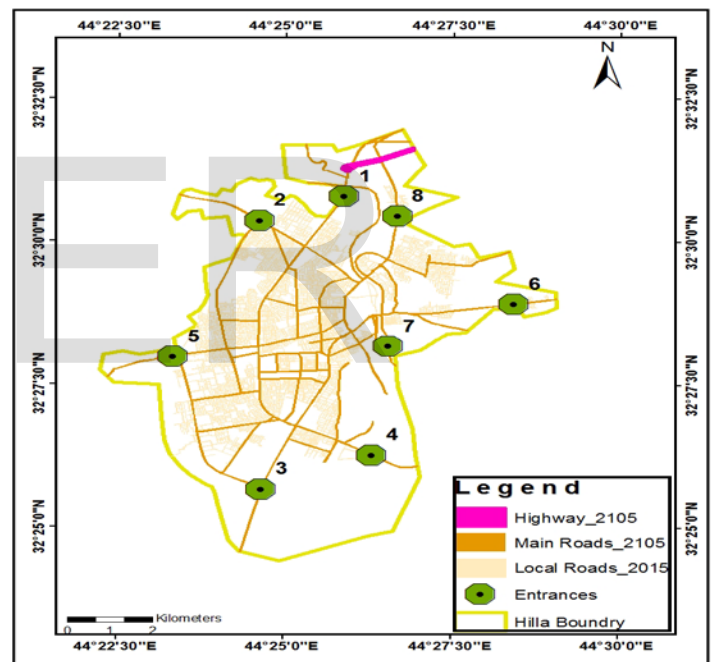 44°22'30"E 44°25'0"E 44°27'30"E 44°30'0"E
N
32°32'30"N 32°32'30"N
1
2 8
32°30'0"N 32°30'0"N
6
7
5
32°27'30"N 32°27'30"N
4
3
32°25'0"N 32°25'0"N
Legend
Highway_2105
Main Roads_2105
Local Roads_2015
Entrances
Hilla Boundry
Kilometers
0 1 2
44°22'30"E 44°25'0"E 44°27'30"E 44°30'0"E
ER